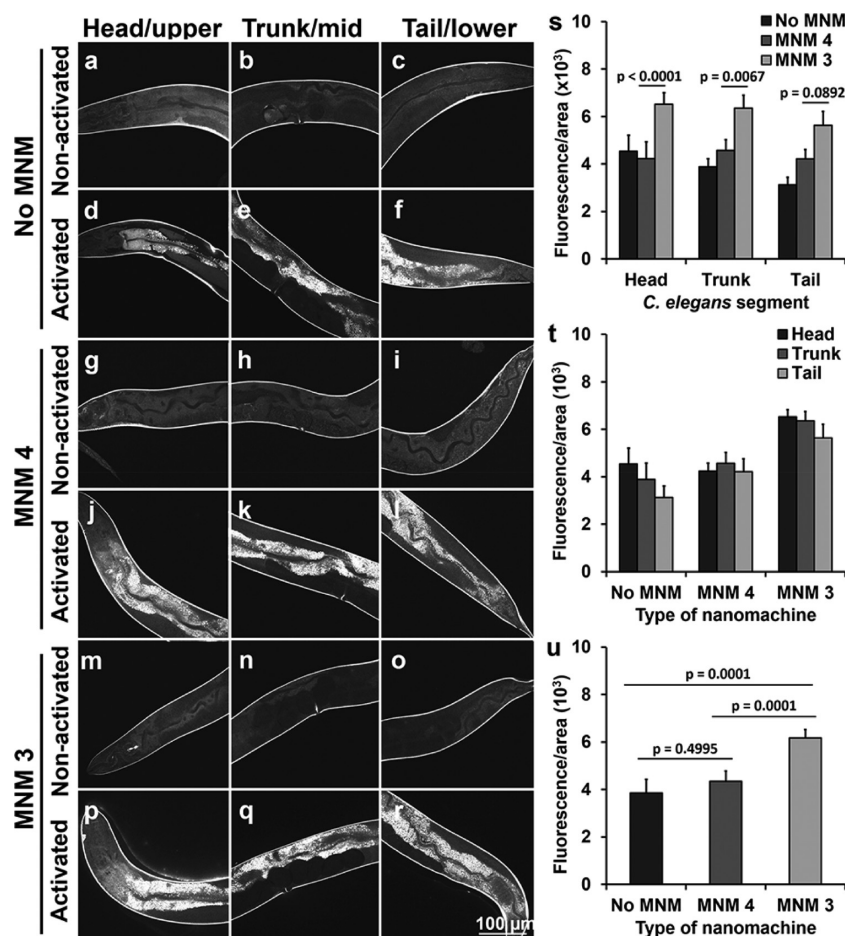 Head/upper Trunk/mid Tail/lower
No MNM
Non-activated
a b c
Activated
d e f
MNM 4
Non-activated
g h i
Activated
j k l
MNM 3
Non-activated
m n o
Activated
p q r
100 µm
s
No MNM
MNM 4
MNM 3
p < 0.0001
p = 0.0067
p = 0.0892
Fluorescence/area (x10³)
10
8
6
4
2
0
Head Trunk Tail
C. elegans segment
t
Head
Trunk
Tail
Fluorescence/area (10³)
10
8
6
4
2
0
No MNM MNM 4 MNM 3
Type of nanomachine
u
p = 0.0001
p = 0.0001
p = 0.4995
Fluorescence/area (10³)
10
8
6
4
2
0
No MNM MNM 4 MNM 3
Type of nanomachine